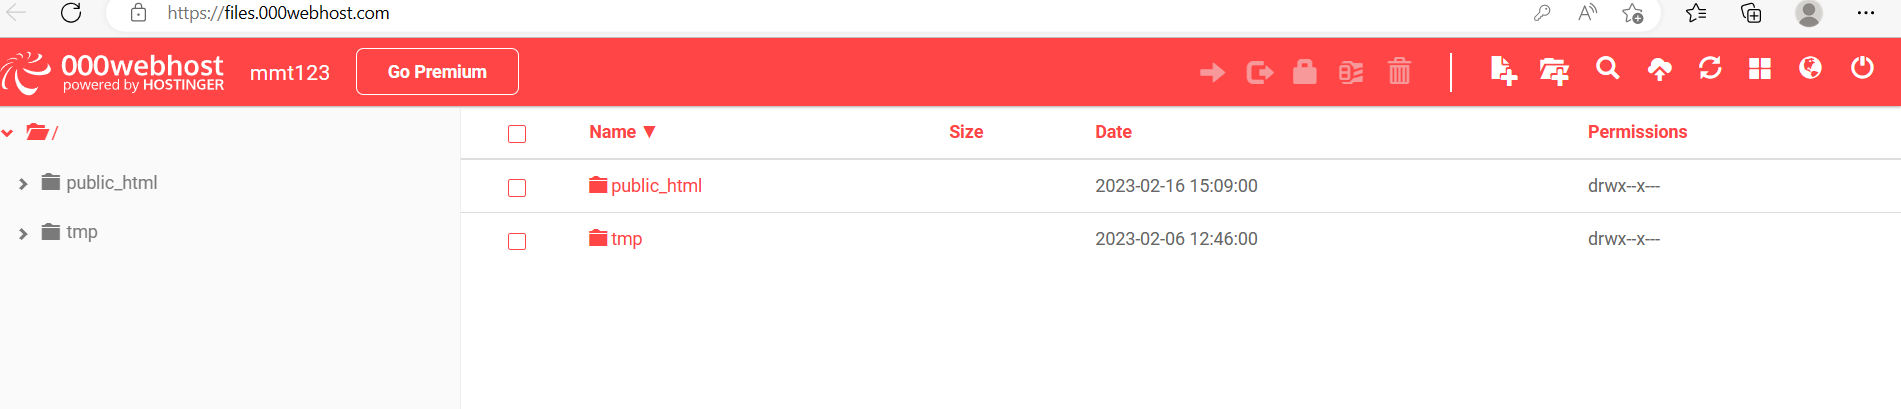 https://files.000webhost.com
000webhost
powered by HOSTINGER
mmt123
Go Premium
/
public_html
tmp
Name ▼ Size Date Permissions
public_html 2023-02-16 15:09:00 drwx--x---
tmp 2023-02-06 12:46:00 drwx--x---